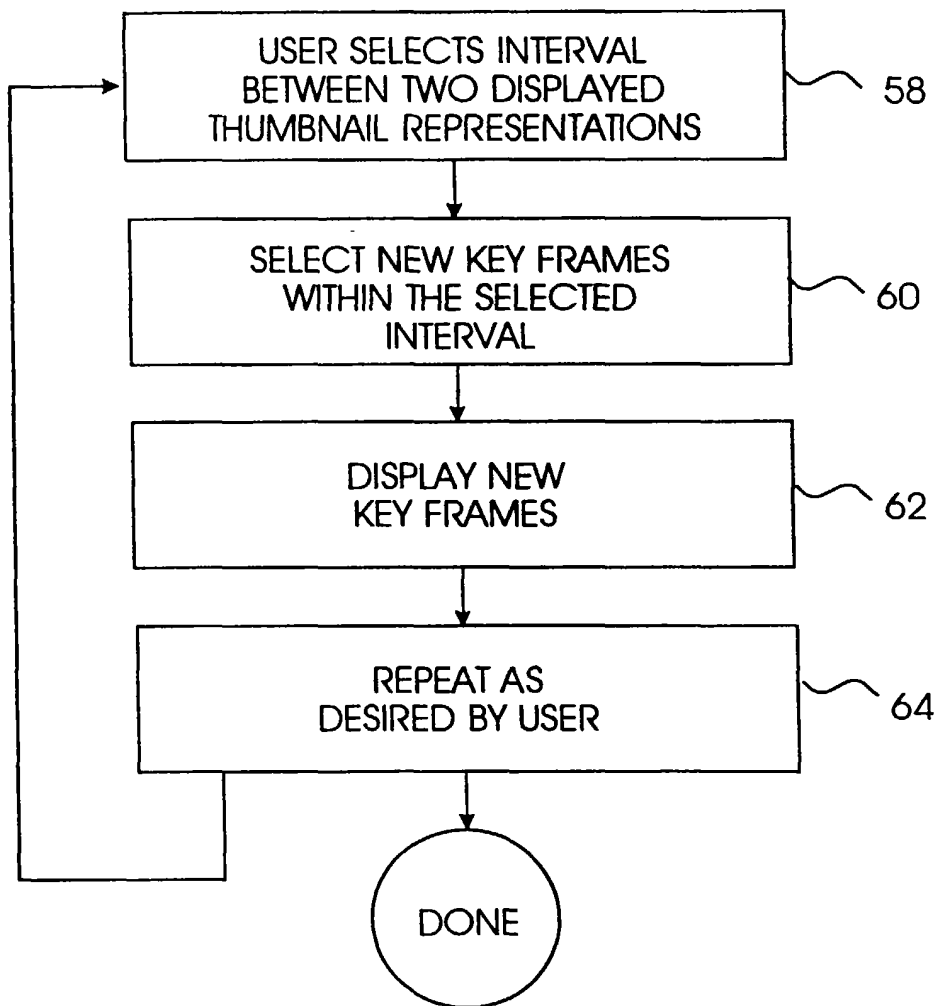 USER SELECTS INTERVAL
BETWEEN TWO DISPLAYED
THUMBNAIL REPRESENTATIONS
58
SELECT NEW KEY FRAMES
WITHIN THE SELECTED
INTERVAL
60
DISPLAY NEW
KEY FRAMES
62
REPEAT AS
DESIRED BY USER
64
DONE